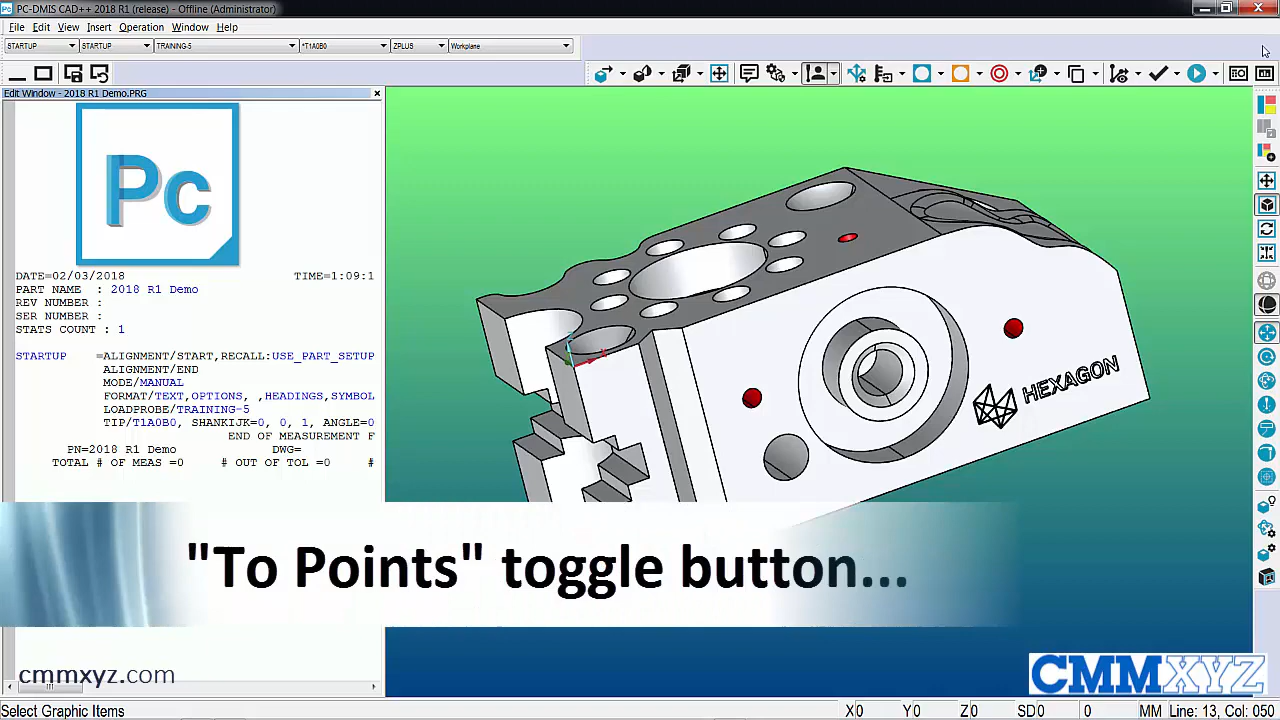 PC-DMIS CAD++ 2018 R1 (release) - Offline (Administrator)
File Edit View Insert Operation Window Help
STARTUP STARTUP TRAINING-5 *T1A0B0 ZPLUS Workplane
Edit Window - 2018 R1 Demo.PRG
Pc
DATE=02/03/2018 TIME=1:09:1
PART NAME : 2018 R1 Demo
REV NUMBER :
SER NUMBER :
STATS COUNT : 1
STARTUP =ALIGNMENT/START,RECALL:USE_PART_SETUP
ALIGNMENT/END
MODE/MANUAL
FORMAT/TEXT,OPTIONS, ,HEADINGS,SYMBOL
LOADPROBE/TRAINING-5
TIP/T1A0B0, SHANKIJK=0, 0, 1, ANGLE=0
END OF MEASUREMENT F
PN=2018 R1 Demo DWG=
TOTAL # OF MEAS =0 # OUT OF TOL =0 #
HEXAGON
"To Points" toggle button...
cmmxyz.com
CMMXYZ
Select Graphic Items X0 Y0 Z0 SD0 0 MM Line: 13, Col: 050